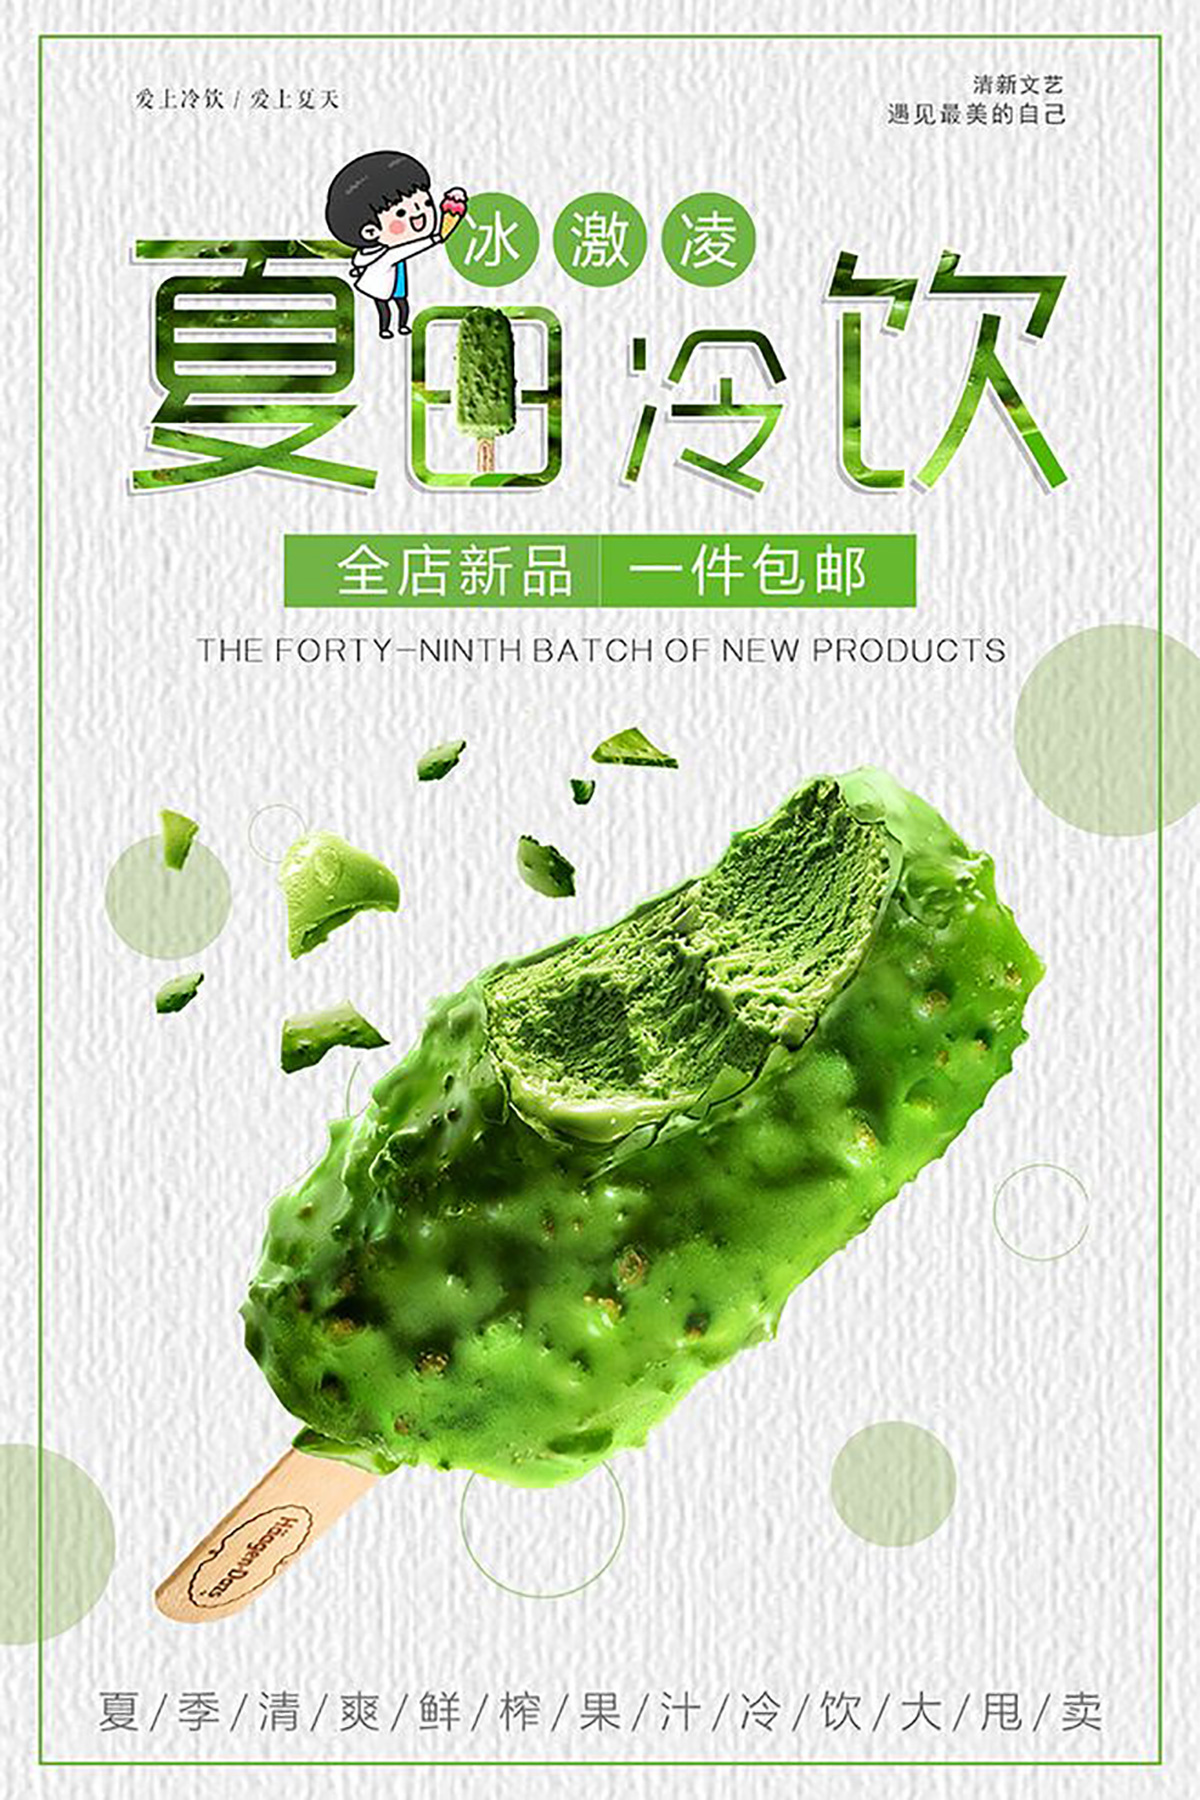 爱上冷饮 / 爱上夏天
清新文艺
遇见最美的自己
冰激凌
夏日冷饮
全店新品 一件包邮
THE FORTY-NINTH BATCH OF NEW PRODUCTS
Häagen-Dazs
夏/季/清/爽/鲜/榨/果/汁/冷/饮/大/甩/卖